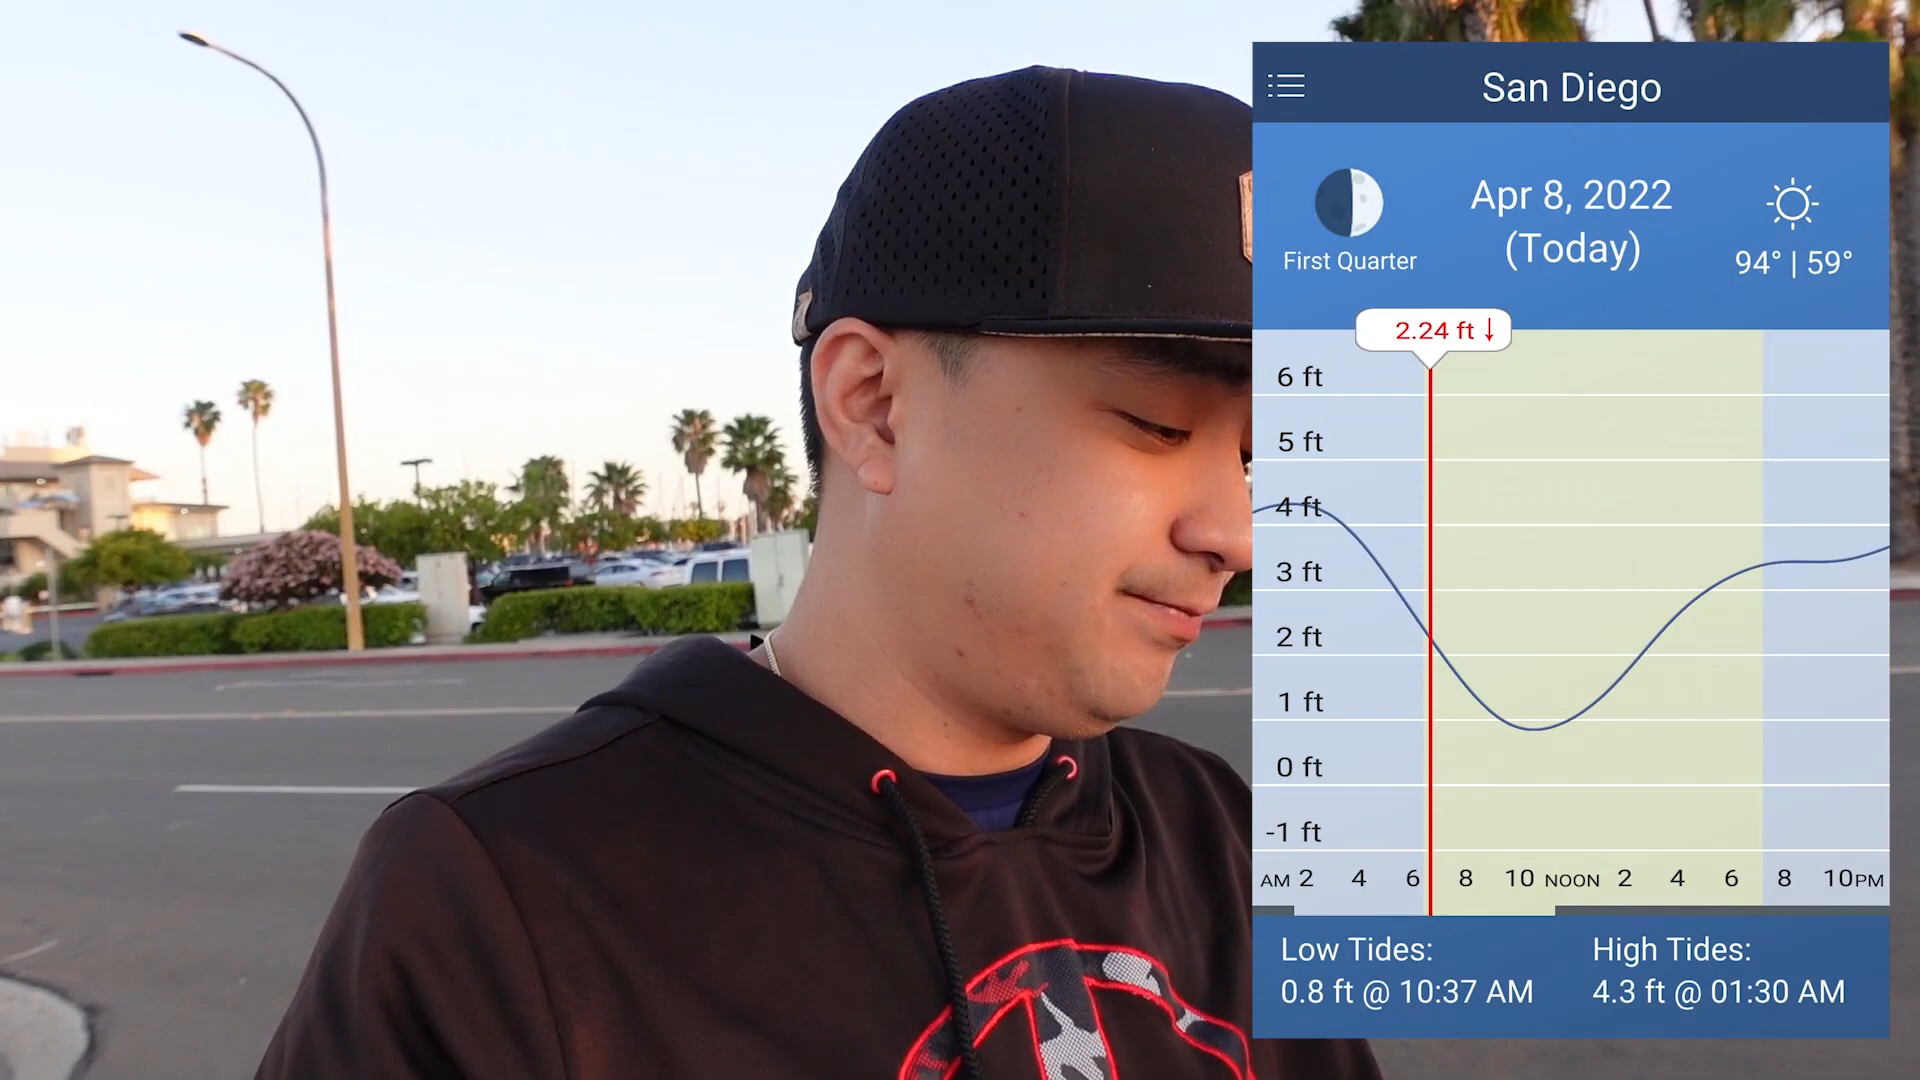 San Diego
First Quarter
Apr 8, 2022
(Today)
94° | 59°
2.24 ft ↓
6 ft
5 ft
4 ft
3 ft
2 ft
1 ft
0 ft
-1 ft
AM 2 4 6 8 10 NOON 2 4 6 8 10PM
Low Tides:
0.8 ft @ 10:37 AM
High Tides:
4.3 ft @ 01:30 AM